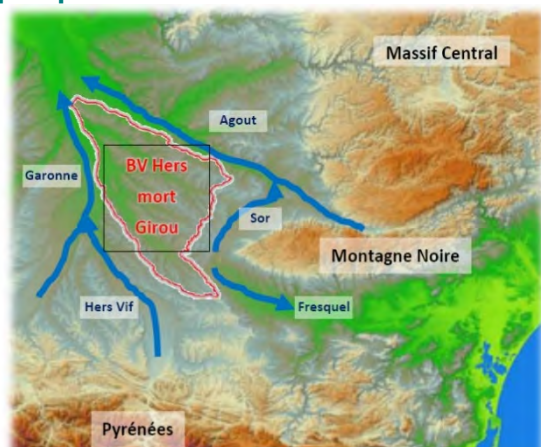 Massif Central
Agout
Garonne
BV Hers
mort
Girou
Sor
Montagne Noire
Hers Vif
Fresquel
Pyrénées